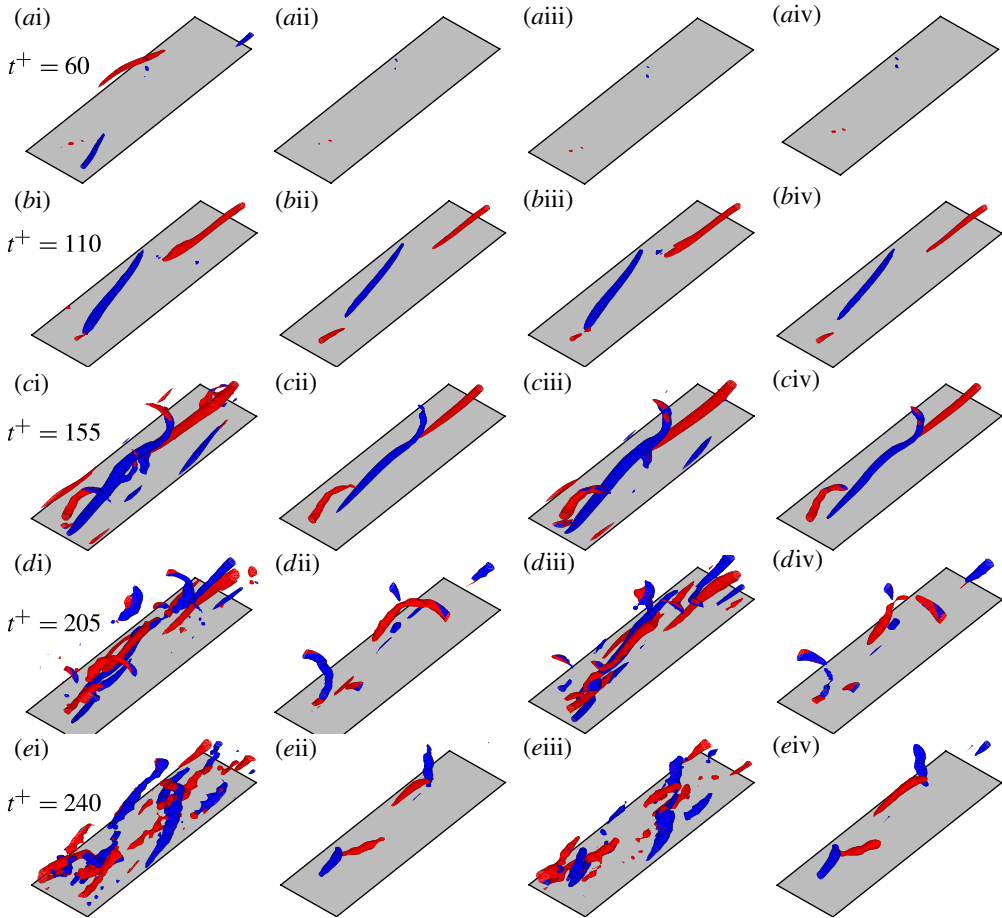 (ai) (aii) (aiii) (aiv)
t⁺ = 60
(bi) (bii) (biii) (biv)
t⁺ = 110
(ci) (cii) (ciii) (civ)
t⁺ = 155
(di) (dii) (diii) (div)
t⁺ = 205
(ei) (eii) (eiii) (eiv)
t⁺ = 240